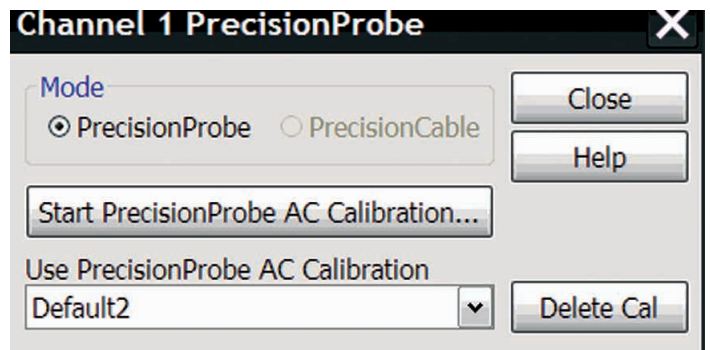 Channel 1 PrecisionProbe
Mode
PrecisionProbe PrecisionCable
Close
Help
Start PrecisionProbe AC Calibration...
Use PrecisionProbe AC Calibration
Default2
Delete Cal